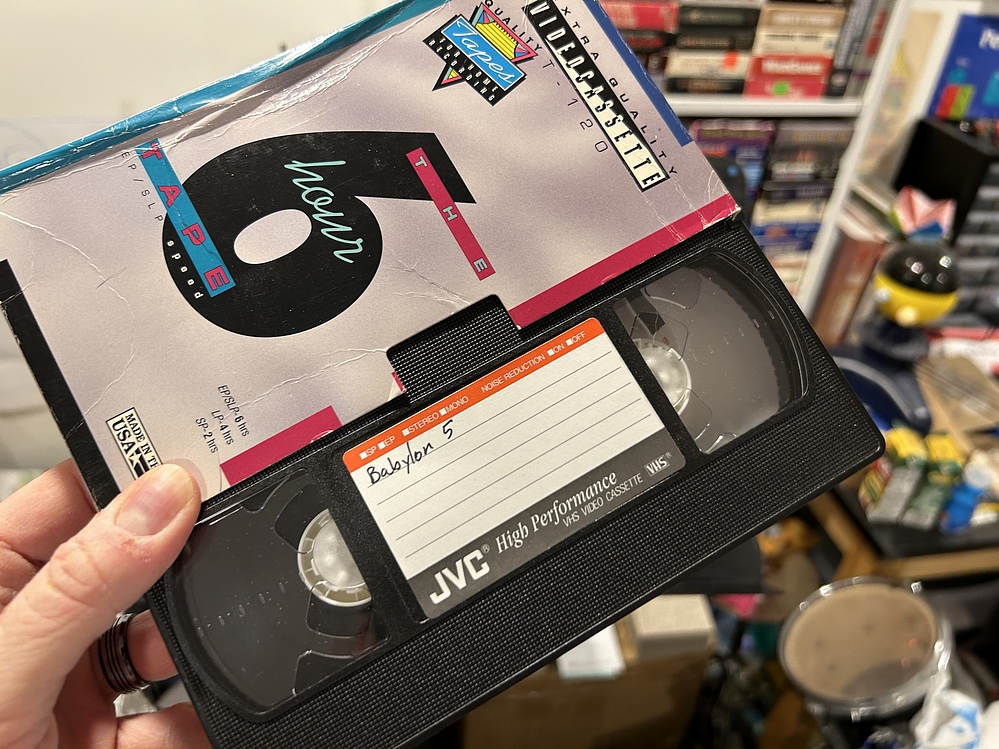 QUALITY
Tapes
RECORDING
EXTRA QUALITY
VIDEOCASSETTE
T-120
THE
6
hour
TAPE
EP/SLP speed
EP/SLP-6 hrs
LP-4 hrs
SP-2 hrs
MADE IN THE
USA
SP EP STEREO MONO NOISE REDUCTION ON OFF
Babylon 5
JVC® High Performance
VHS VIDEO CASSETTE VHS